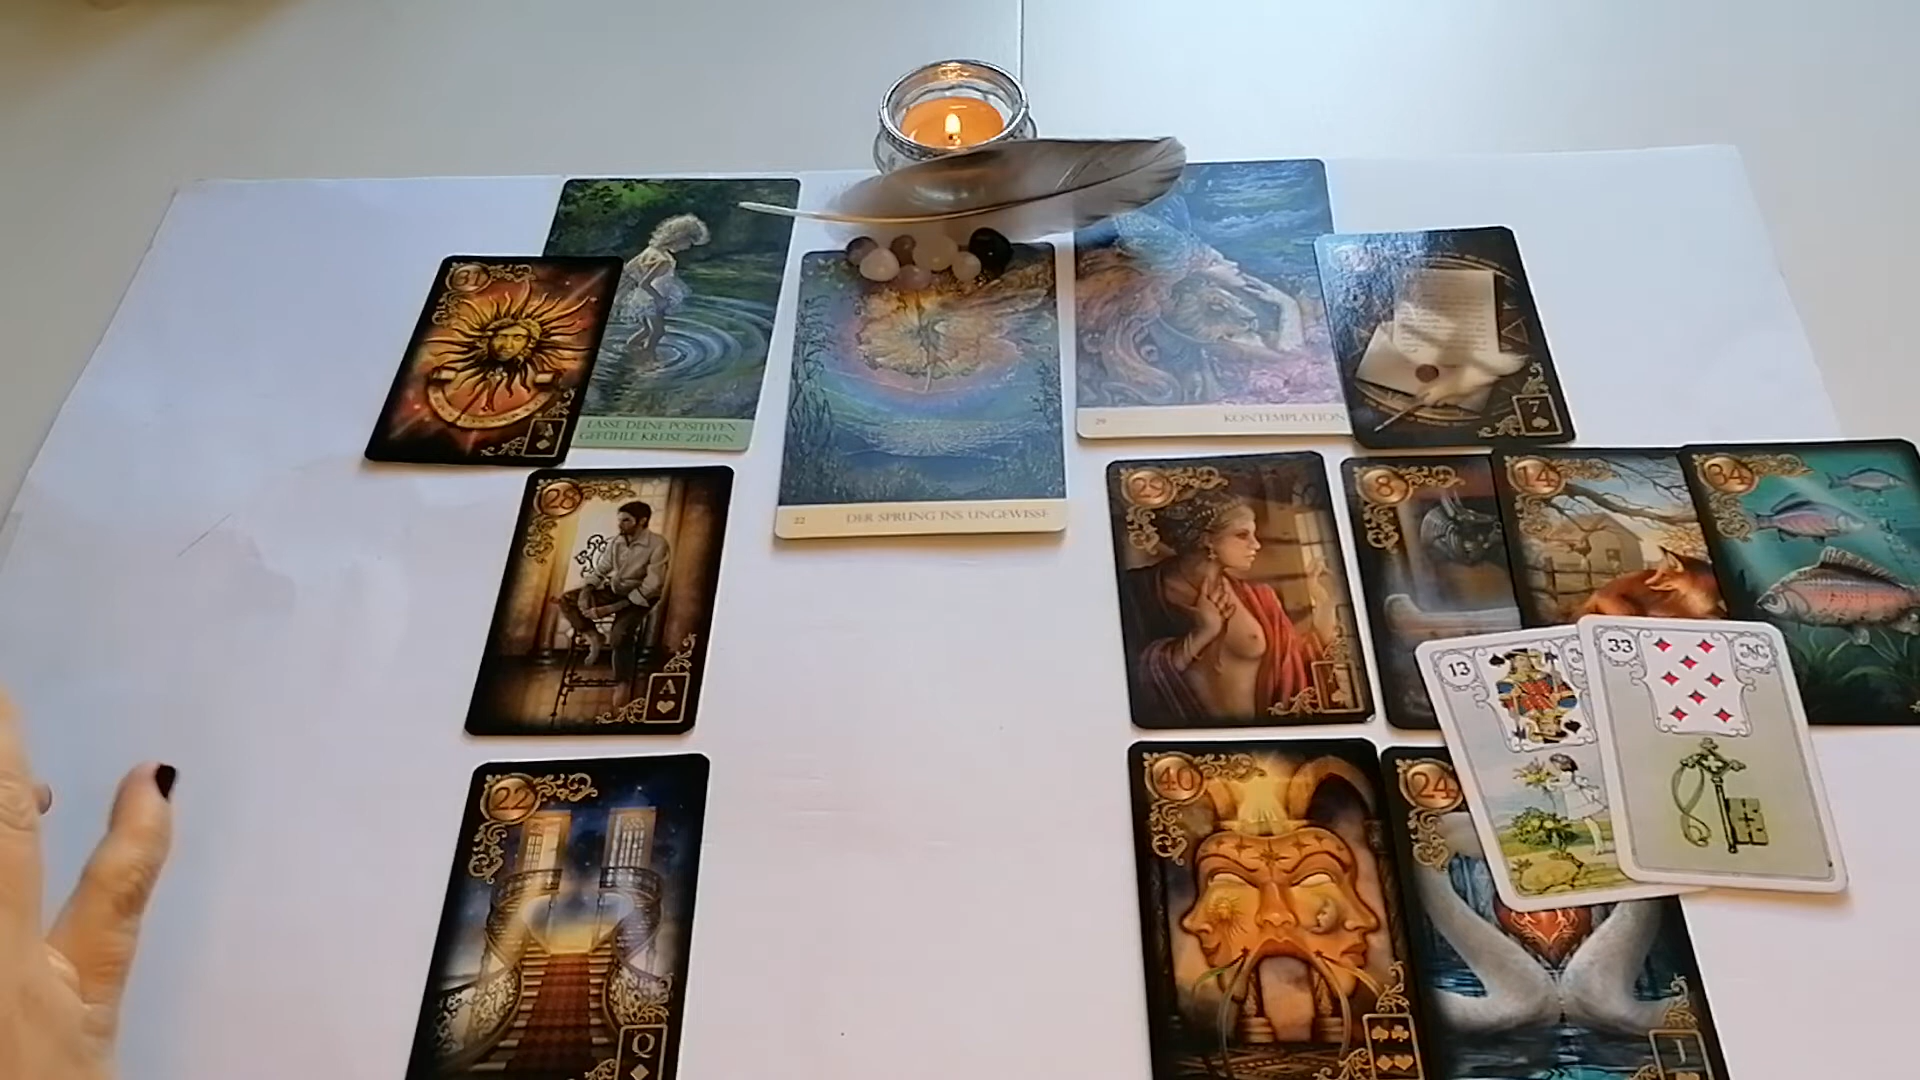 31
A
LASSE DEINE POSITIVEN
GEFÜHLE KREISE ZIEHEN
22
DER SPRUNG INS UNGEWISSE
29
KONTEMPLATION
7
28
A
29
8
14
34
13
33
22
Q
40
24
J